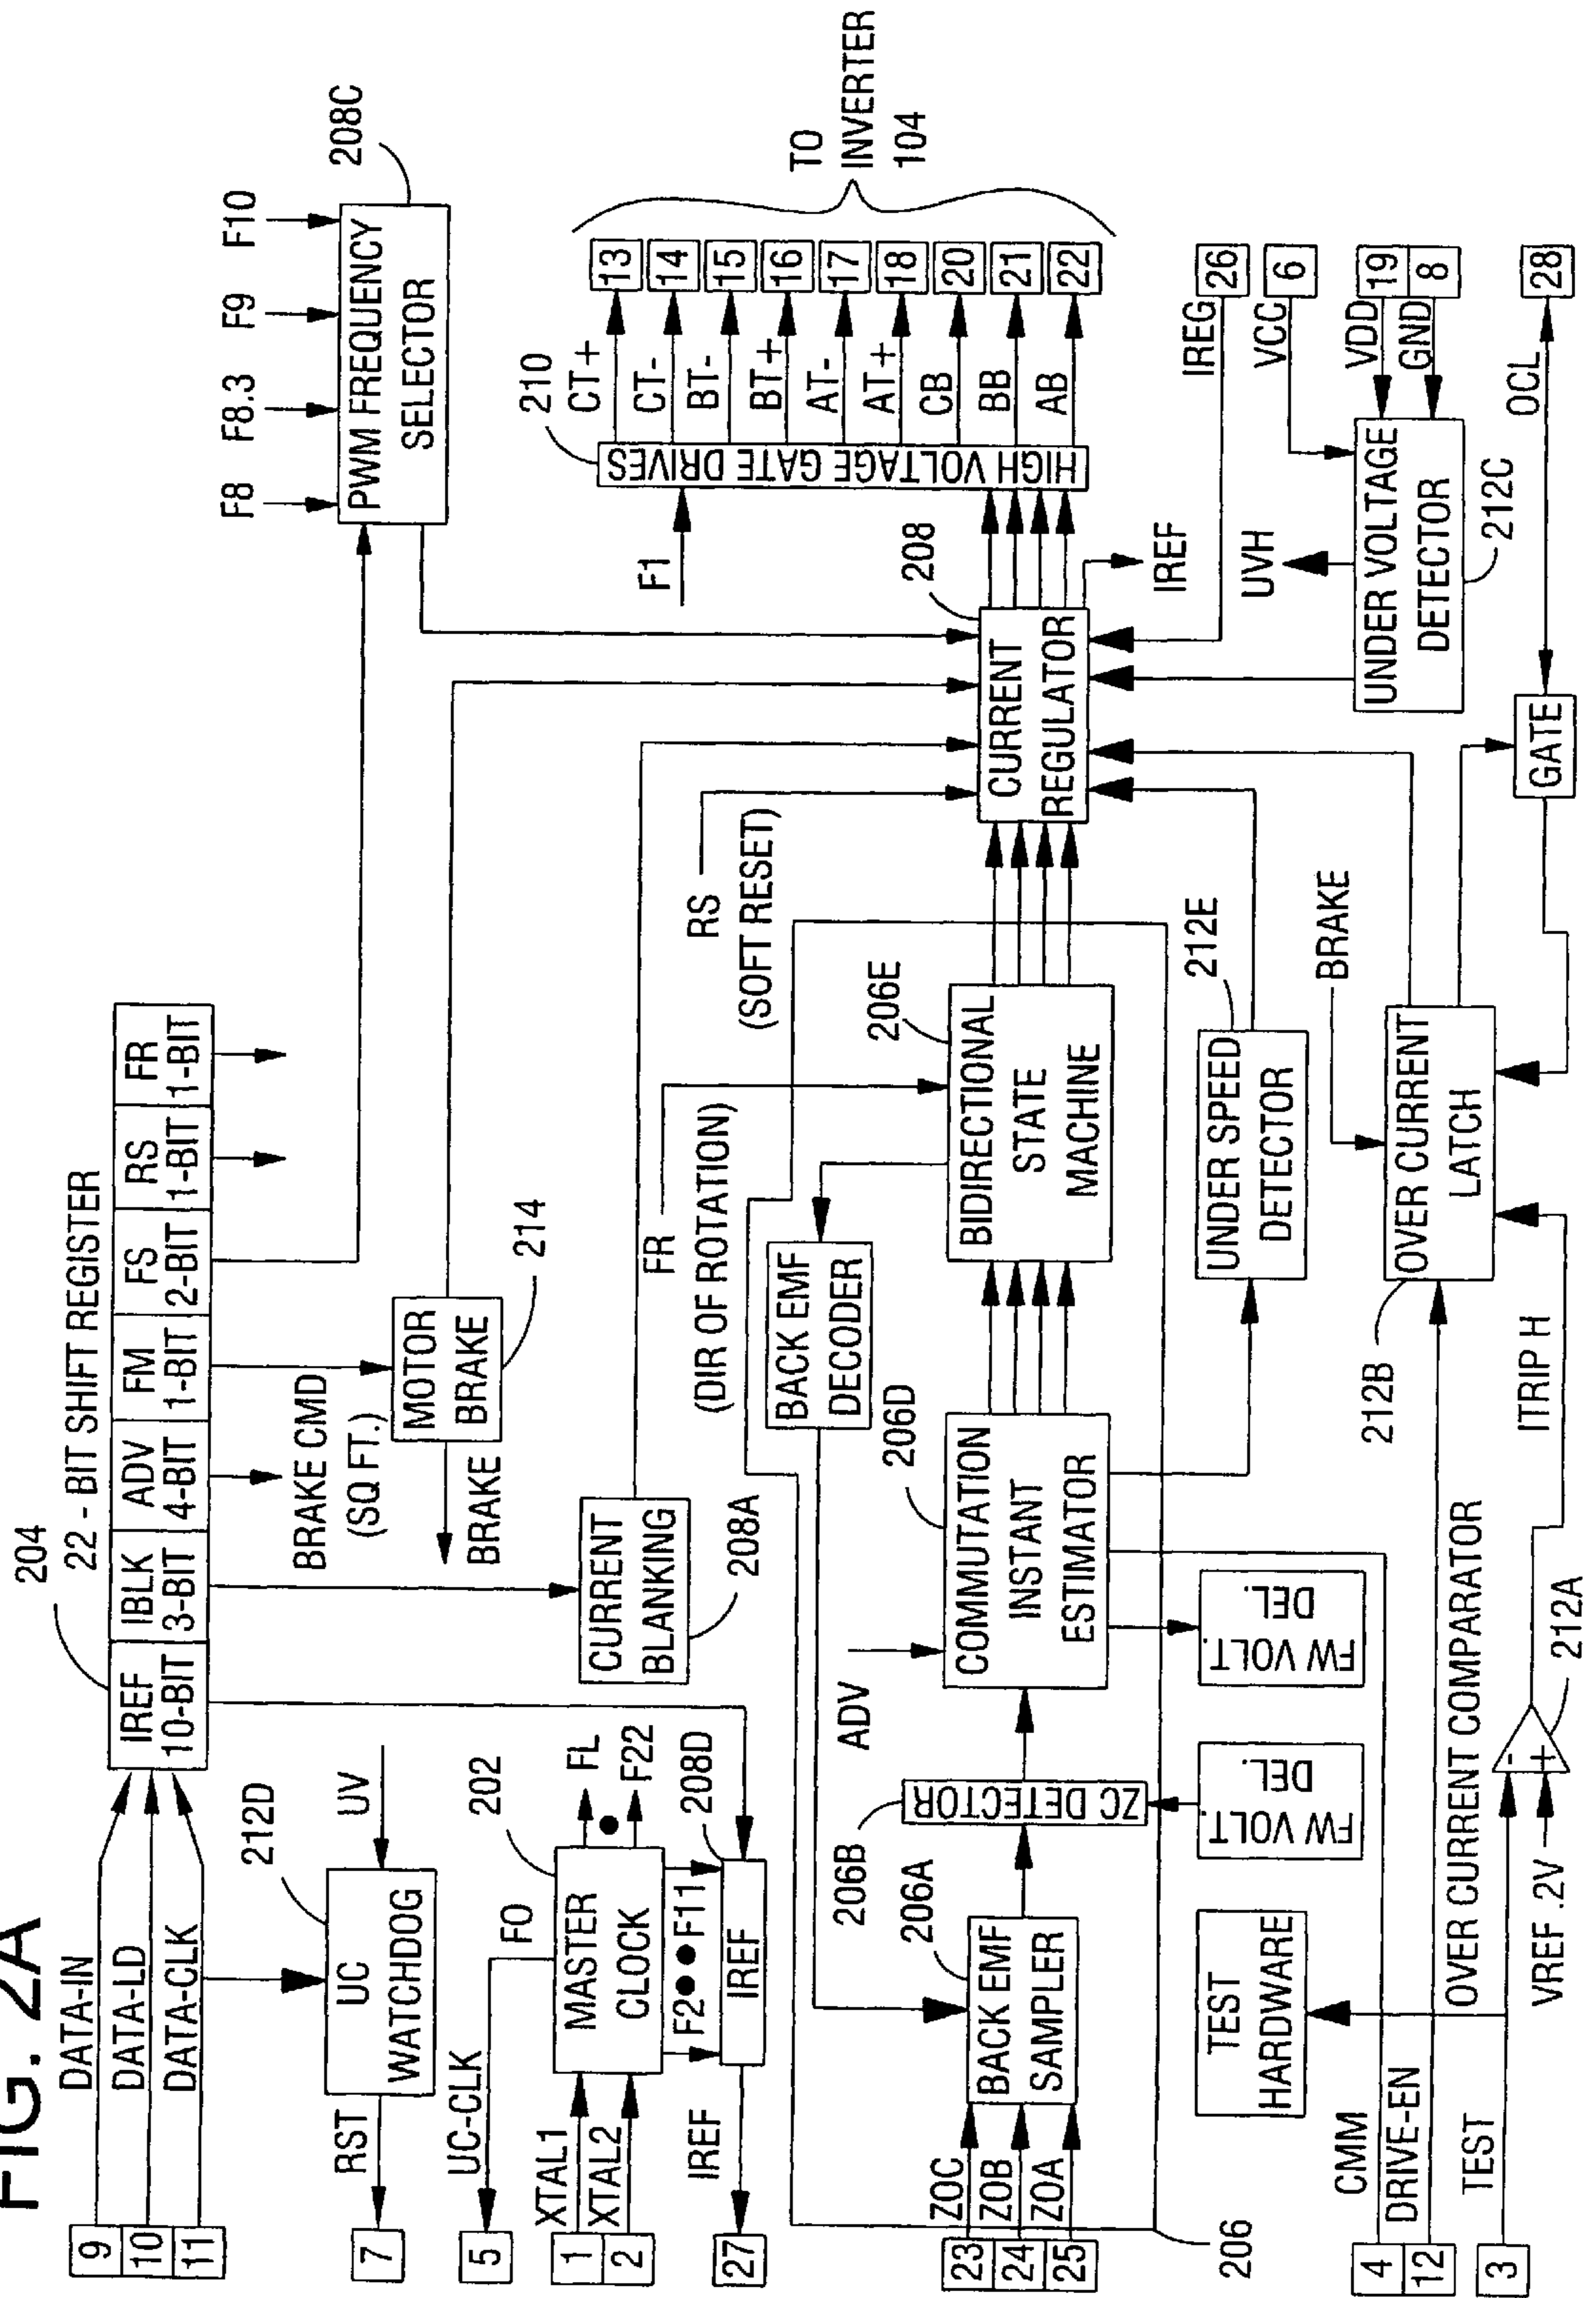 FIG. 2A
204
22 - BIT SHIFT REGISTER
IREF
10-BIT
IBLK
3-BIT
ADV
4-BIT
FM
1-BIT
FS
2-BIT
RS
1-BIT
FR
1-BIT
9
10
11
DATA-IN
DATA-LD
DATA-CLK
212D
UV
UC
WATCHDOG
RST
7
BRAKE CMD
(SQ FT.)
MOTOR
BRAKE
BRAKE
214
F8
F8.3
F9
F10
PWM FREQUENCY
SELECTOR
208C
5
UC-CLK
FO
202
FL
F22
MASTER
CLOCK
XTAL1
XTAL2
1
2
F2
F11
208D
IREF
IREF
27
CURRENT
BLANKING
208A
FR
(DIR OF ROTATION)
RS
(SOFT RESET)
F1
210
HIGH VOLTAGE GATE DRIVES
CT+
CT-
BT-
BT+
AT-
AT+
CB
BB
AB
13
14
15
16
17
18
20
21
22
TO
INVERTER
104
23
24
25
ZOC
ZOB
ZOA
BACK EMF
SAMPLER
206A
206B
ZC DETECTOR
ADV
COMMUTATION
INSTANT
ESTIMATOR
206D
BACK EMF
DECODER
BIDIRECTIONAL
STATE
MACHINE
206E
CURRENT
REGULATOR
208
IREF
206
FW VOLT.
DEL.
FW VOLT.
DEL.
TEST
HARDWARE
UNDER SPEED
DETECTOR
212E
UVH
IREG
26
VCC
6
VDD
19
GND
8
UNDER VOLTAGE
DETECTOR
212C
4
12
CMM
DRIVE-EN
212B
OVER CURRENT
LATCH
BRAKE
3
TEST
OVER CURRENT COMPARATOR
VREF .2V
-
+
212A
ITRIP H
GATE
OCL
28